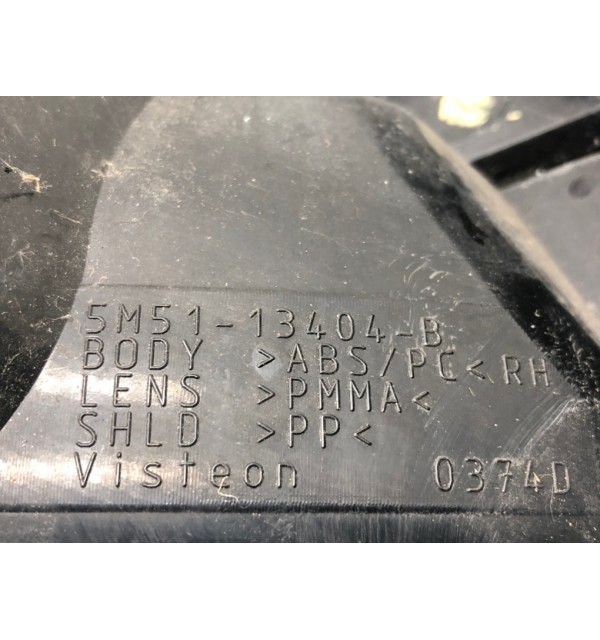 5M51-13404-B
BODY >ABS/PC< RH
LENS >PMMA<
SHLD >PP<
Visteon 0374D